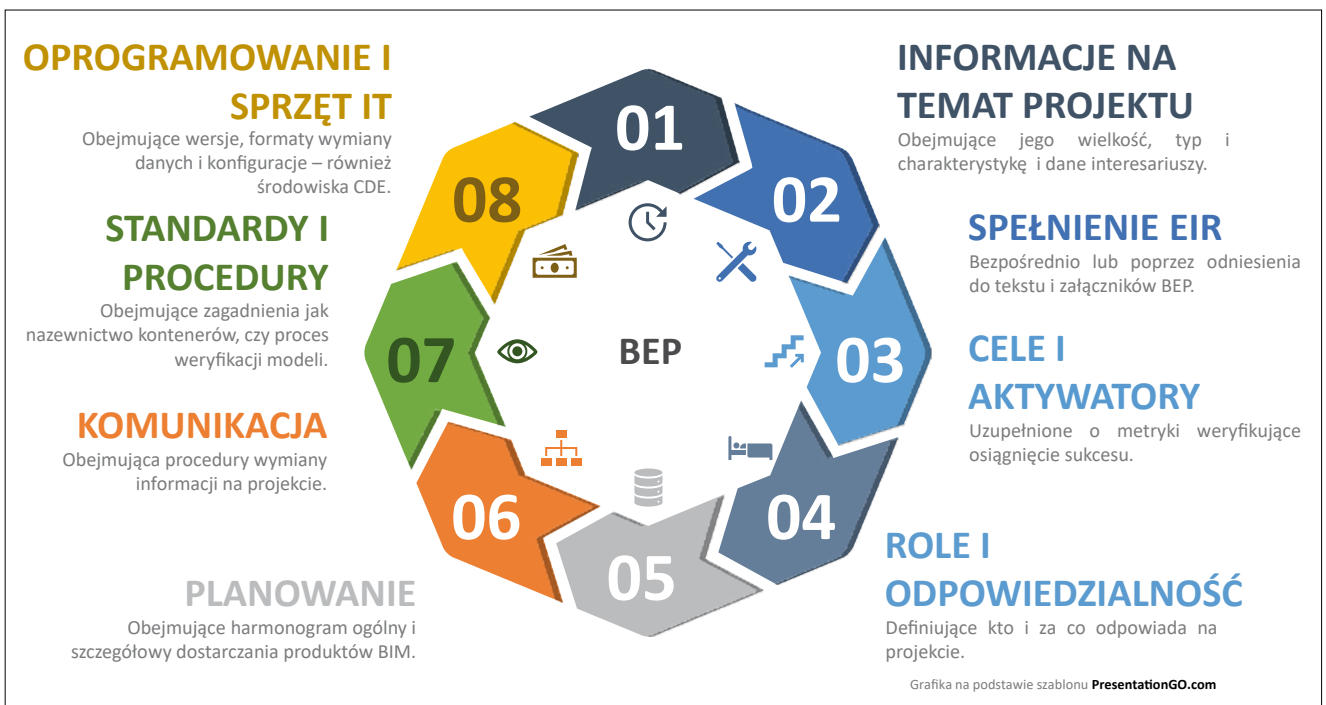 OPROGRAMOWANIE I
SPRZĘT IT
Obejmujące wersje, formaty wymiany
danych i konfiguracje – również
środowiska CDE.
STANDARDY I
PROCEDURY
Obejmujące zagadnienia jak
nazewnictwo kontenerów, czy proces
weryfikacji modeli.
KOMUNIKACJA
Obejmująca procedury wymiany
informacji na projekcie.
PLANOWANIE
Obejmujące harmonogram ogólny i
szczegółowy dostarczania produktów BIM.
01
02
03
04
05
06
07
08
BEP
INFORMACJE NA
TEMAT PROJEKTU
Obejmujące jego wielkość, typ i
charakterystykę i dane interesariuszy.
SPEŁNIENIE EIR
Bezpośrednio lub poprzez odniesienia
do tekstu i załączników BEP.
CELE I
AKTYWATORY
Uzupełnione o metryki weryfikujące
osiągnięcie sukcesu.
ROLE I
ODPOWIEDZIALNOŚĆ
Definiujące kto i za co odpowiada na
projekcie.
Grafika na podstawie szablonu PresentationGO.com